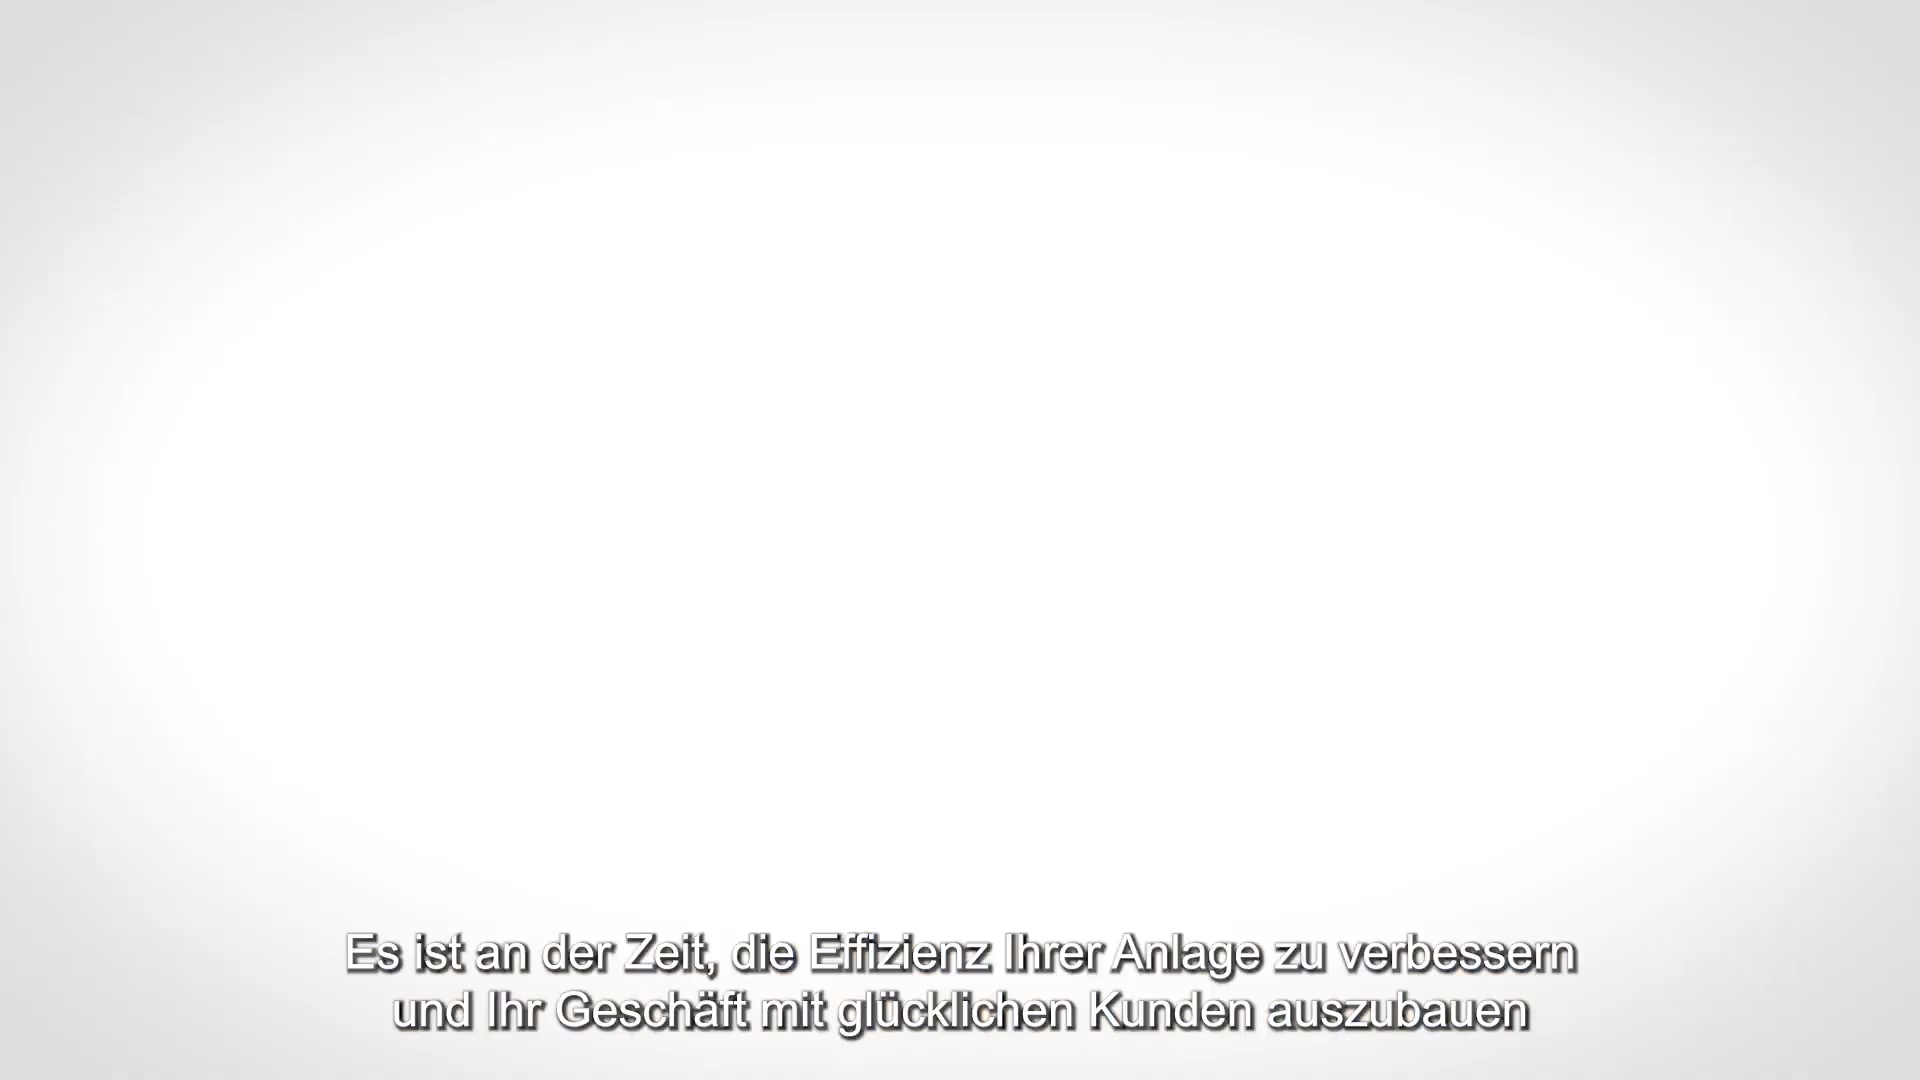 Es ist an der Zeit, die Effizienz Ihrer Anlage zu verbessern
und Ihr Geschäft mit glücklichen Kunden auszubauen